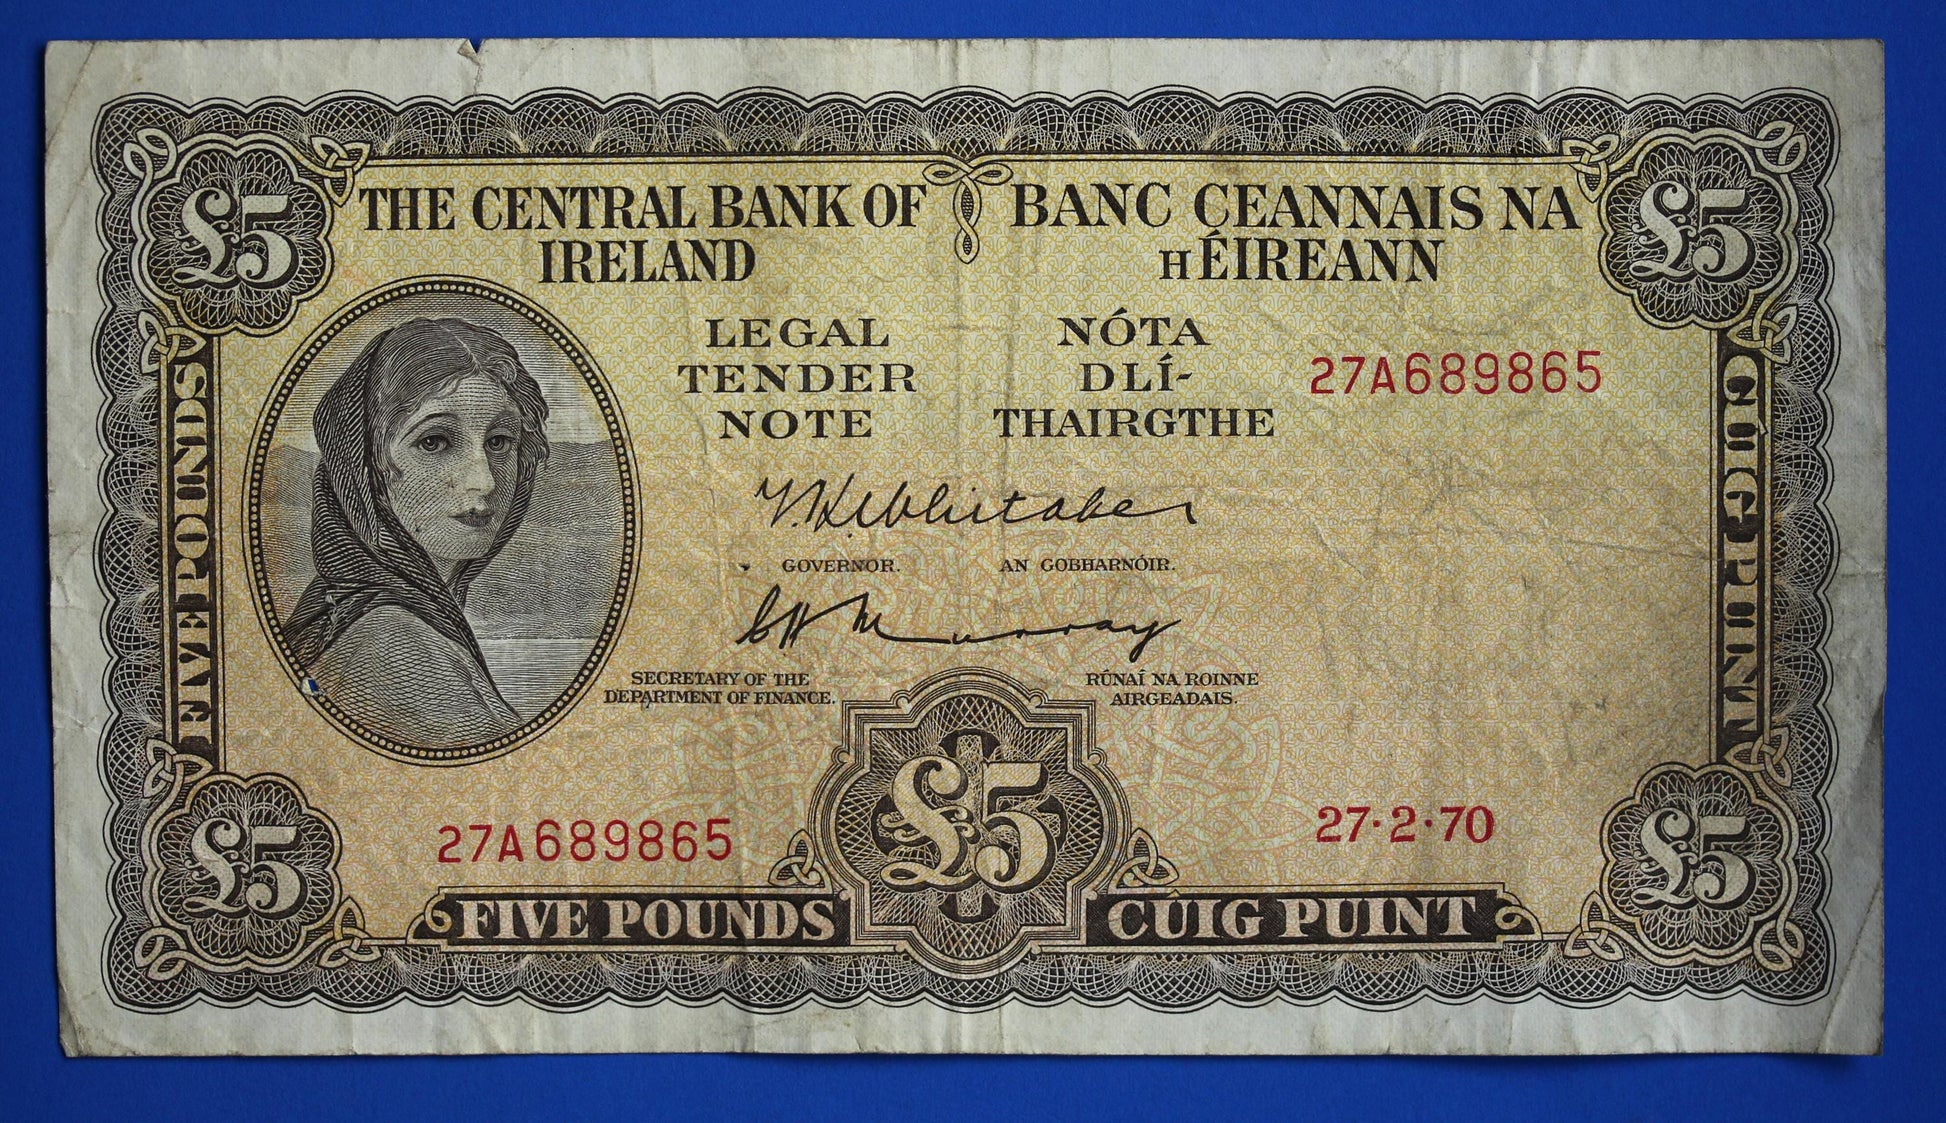 £5
£5
THE CENTRAL BANK OF
IRELAND
BANC CEANNAIS NA
hÉIREANN
LEGAL
TENDER
NOTE
NÓTA
DLÍ-
THAIRGTHE
27A689865
FIVE POUNDS
CÚIG PUINT
T.K. Whitaker
GOVERNOR.
AN GOBHARNÓIR.
C H Murray
SECRETARY OF THE
DEPARTMENT OF FINANCE.
RÚNAÍ NA ROINNE
AIRGEADAIS.
27A689865
27·2·70
£5
£5
£5
FIVE POUNDS
CÚIG PUINT